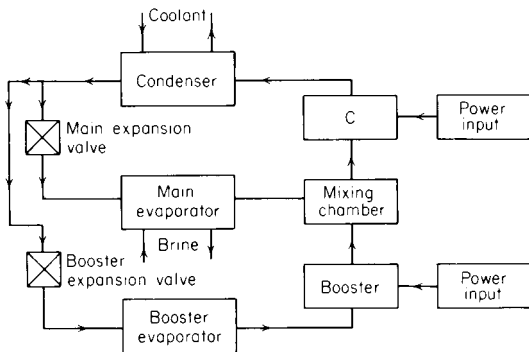 Coolant
Condenser
C
Power
input
Main expansion
valve
Main
evaporator
Mixing
chamber
Brine
Booster
expansion valve
Booster
Power
input
Booster
evaporator